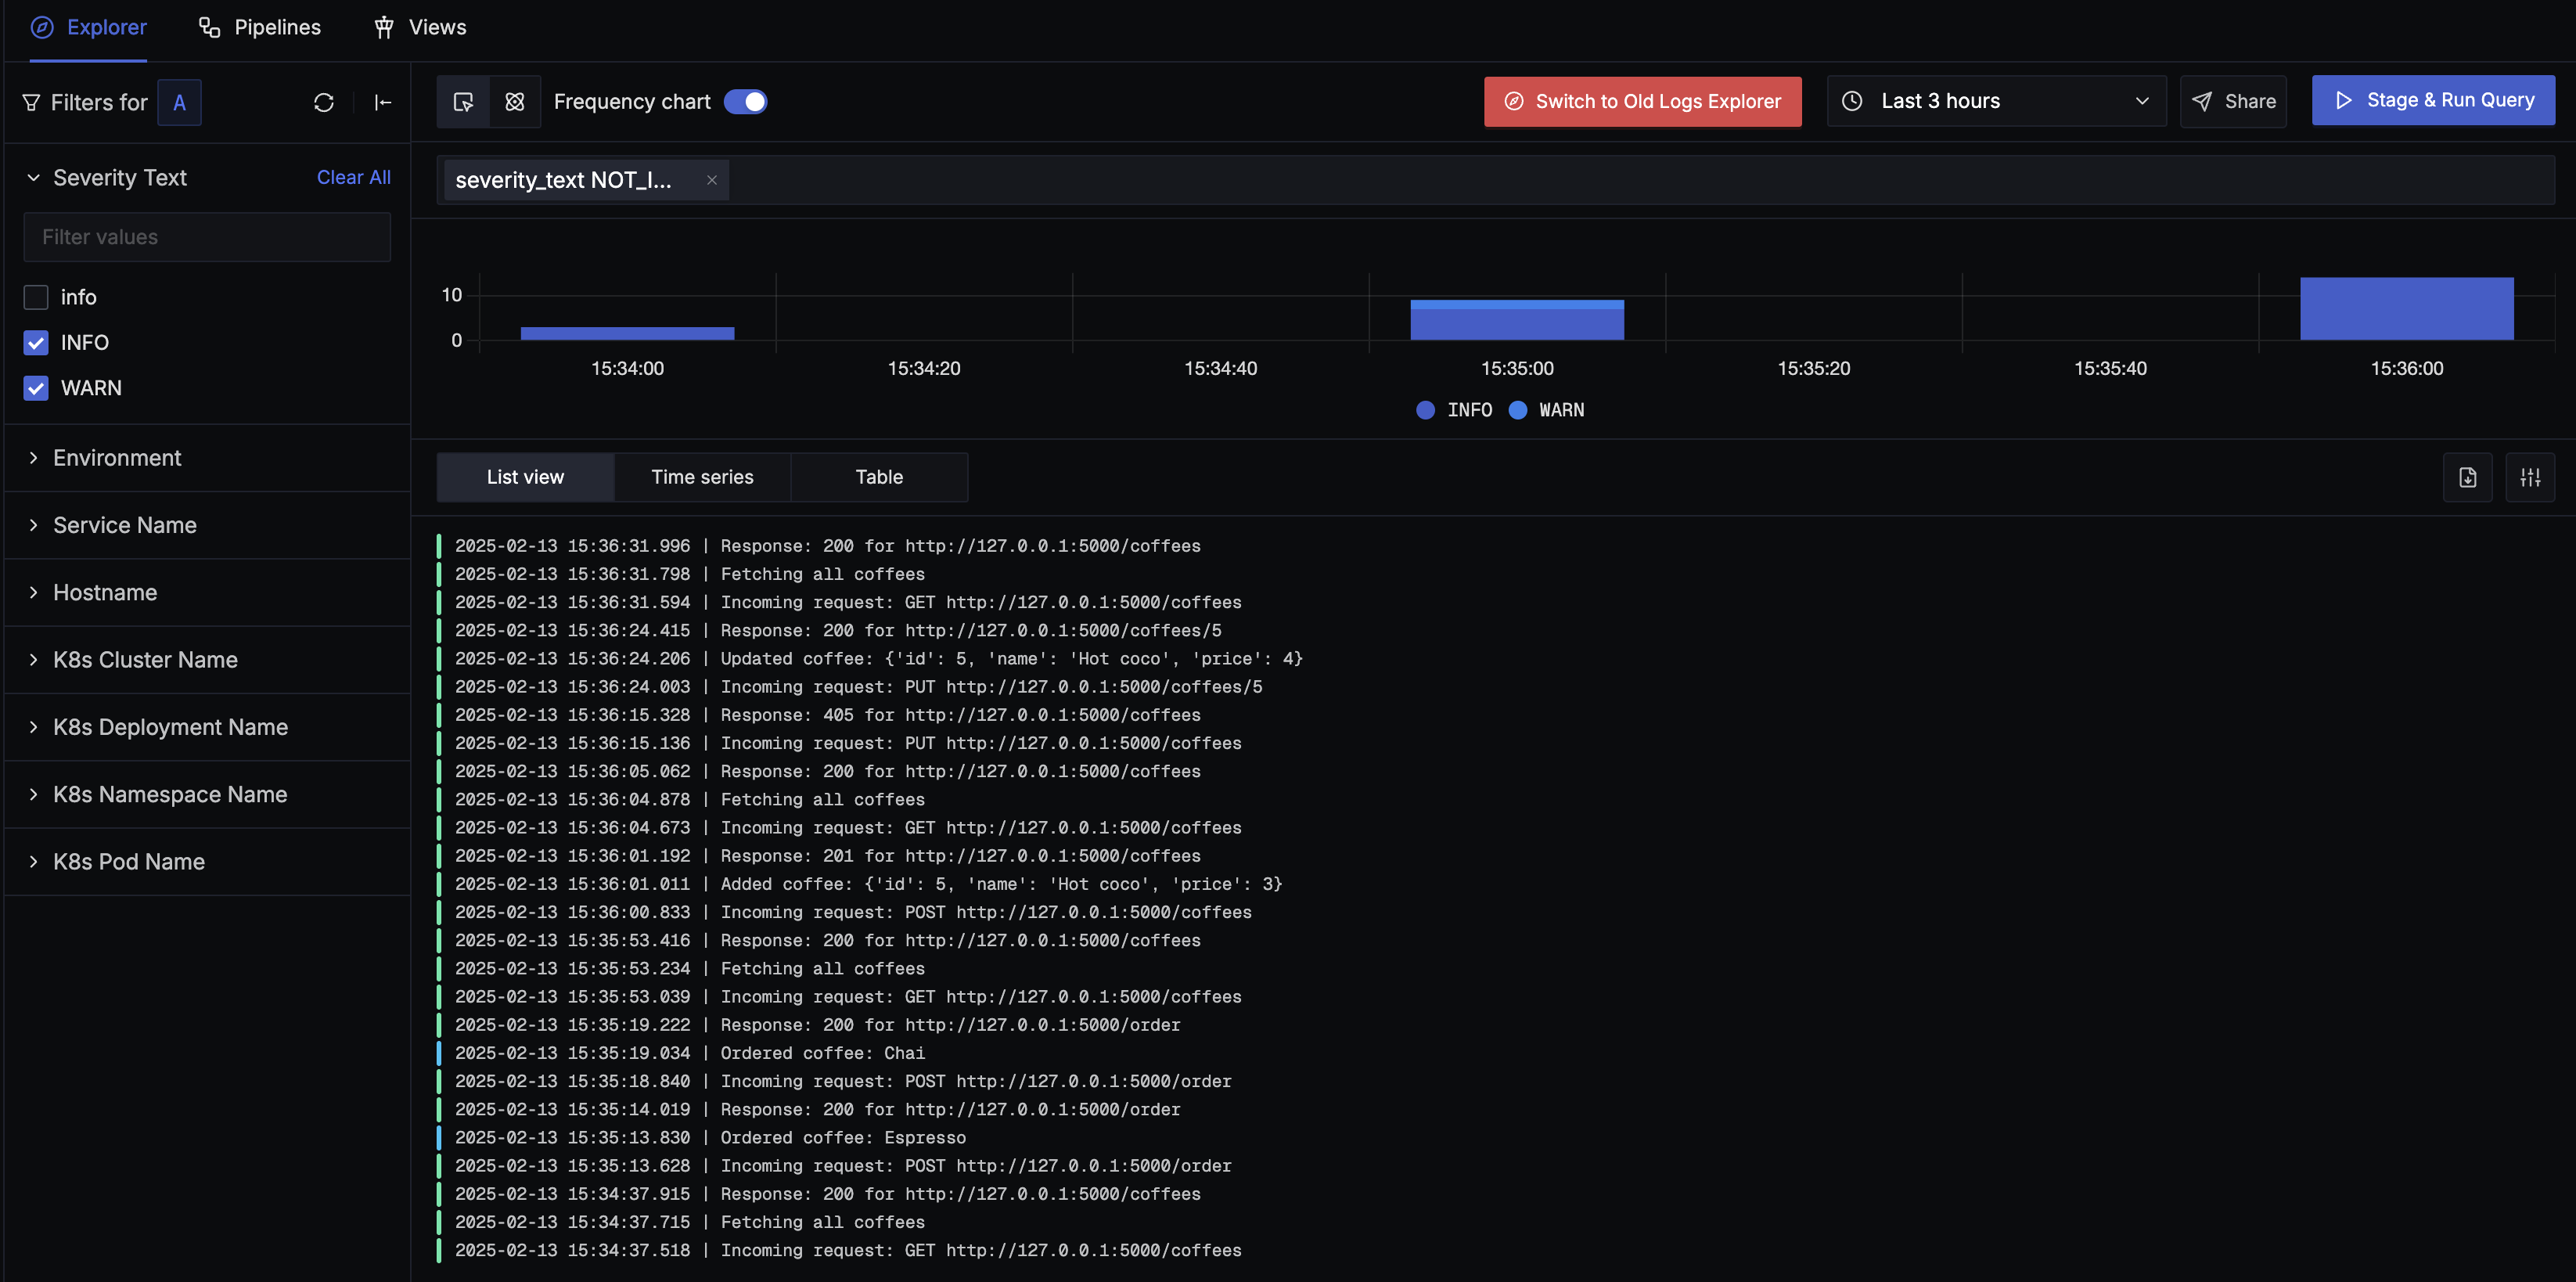 Explorer Pipelines Views
Filters for A
Frequency chart
Switch to Old Logs Explorer
Last 3 hours
Share
Stage & Run Query
Severity Text Clear All
Filter values
info
INFO
WARN
Environment
Service Name
Hostname
K8s Cluster Name
K8s Deployment Name
K8s Namespace Name
K8s Pod Name
severity_text NOT_I...
10
0
15:34:00 15:34:20 15:34:40 15:35:00 15:35:20 15:35:40 15:36:00
INFO WARN
List view Time series Table
2025-02-13 15:36:31.996 | Response: 200 for http://127.0.0.1:5000/coffees
2025-02-13 15:36:31.798 | Fetching all coffees
2025-02-13 15:36:31.594 | Incoming request: GET http://127.0.0.1:5000/coffees
2025-02-13 15:36:24.415 | Response: 200 for http://127.0.0.1:5000/coffees/5
2025-02-13 15:36:24.206 | Updated coffee: {'id': 5, 'name': 'Hot coco', 'price': 4}
2025-02-13 15:36:24.003 | Incoming request: PUT http://127.0.0.1:5000/coffees/5
2025-02-13 15:36:15.328 | Response: 405 for http://127.0.0.1:5000/coffees
2025-02-13 15:36:15.136 | Incoming request: PUT http://127.0.0.1:5000/coffees
2025-02-13 15:36:05.062 | Response: 200 for http://127.0.0.1:5000/coffees
2025-02-13 15:36:04.878 | Fetching all coffees
2025-02-13 15:36:04.673 | Incoming request: GET http://127.0.0.1:5000/coffees
2025-02-13 15:36:01.192 | Response: 201 for http://127.0.0.1:5000/coffees
2025-02-13 15:36:01.011 | Added coffee: {'id': 5, 'name': 'Hot coco', 'price': 3}
2025-02-13 15:36:00.833 | Incoming request: POST http://127.0.0.1:5000/coffees
2025-02-13 15:35:53.416 | Response: 200 for http://127.0.0.1:5000/coffees
2025-02-13 15:35:53.234 | Fetching all coffees
2025-02-13 15:35:53.039 | Incoming request: GET http://127.0.0.1:5000/coffees
2025-02-13 15:35:19.222 | Response: 200 for http://127.0.0.1:5000/order
2025-02-13 15:35:19.034 | Ordered coffee: Chai
2025-02-13 15:35:18.840 | Incoming request: POST http://127.0.0.1:5000/order
2025-02-13 15:35:14.019 | Response: 200 for http://127.0.0.1:5000/order
2025-02-13 15:35:13.830 | Ordered coffee: Espresso
2025-02-13 15:35:13.628 | Incoming request: POST http://127.0.0.1:5000/order
2025-02-13 15:34:37.915 | Response: 200 for http://127.0.0.1:5000/coffees
2025-02-13 15:34:37.715 | Fetching all coffees
2025-02-13 15:34:37.518 | Incoming request: GET http://127.0.0.1:5000/coffees